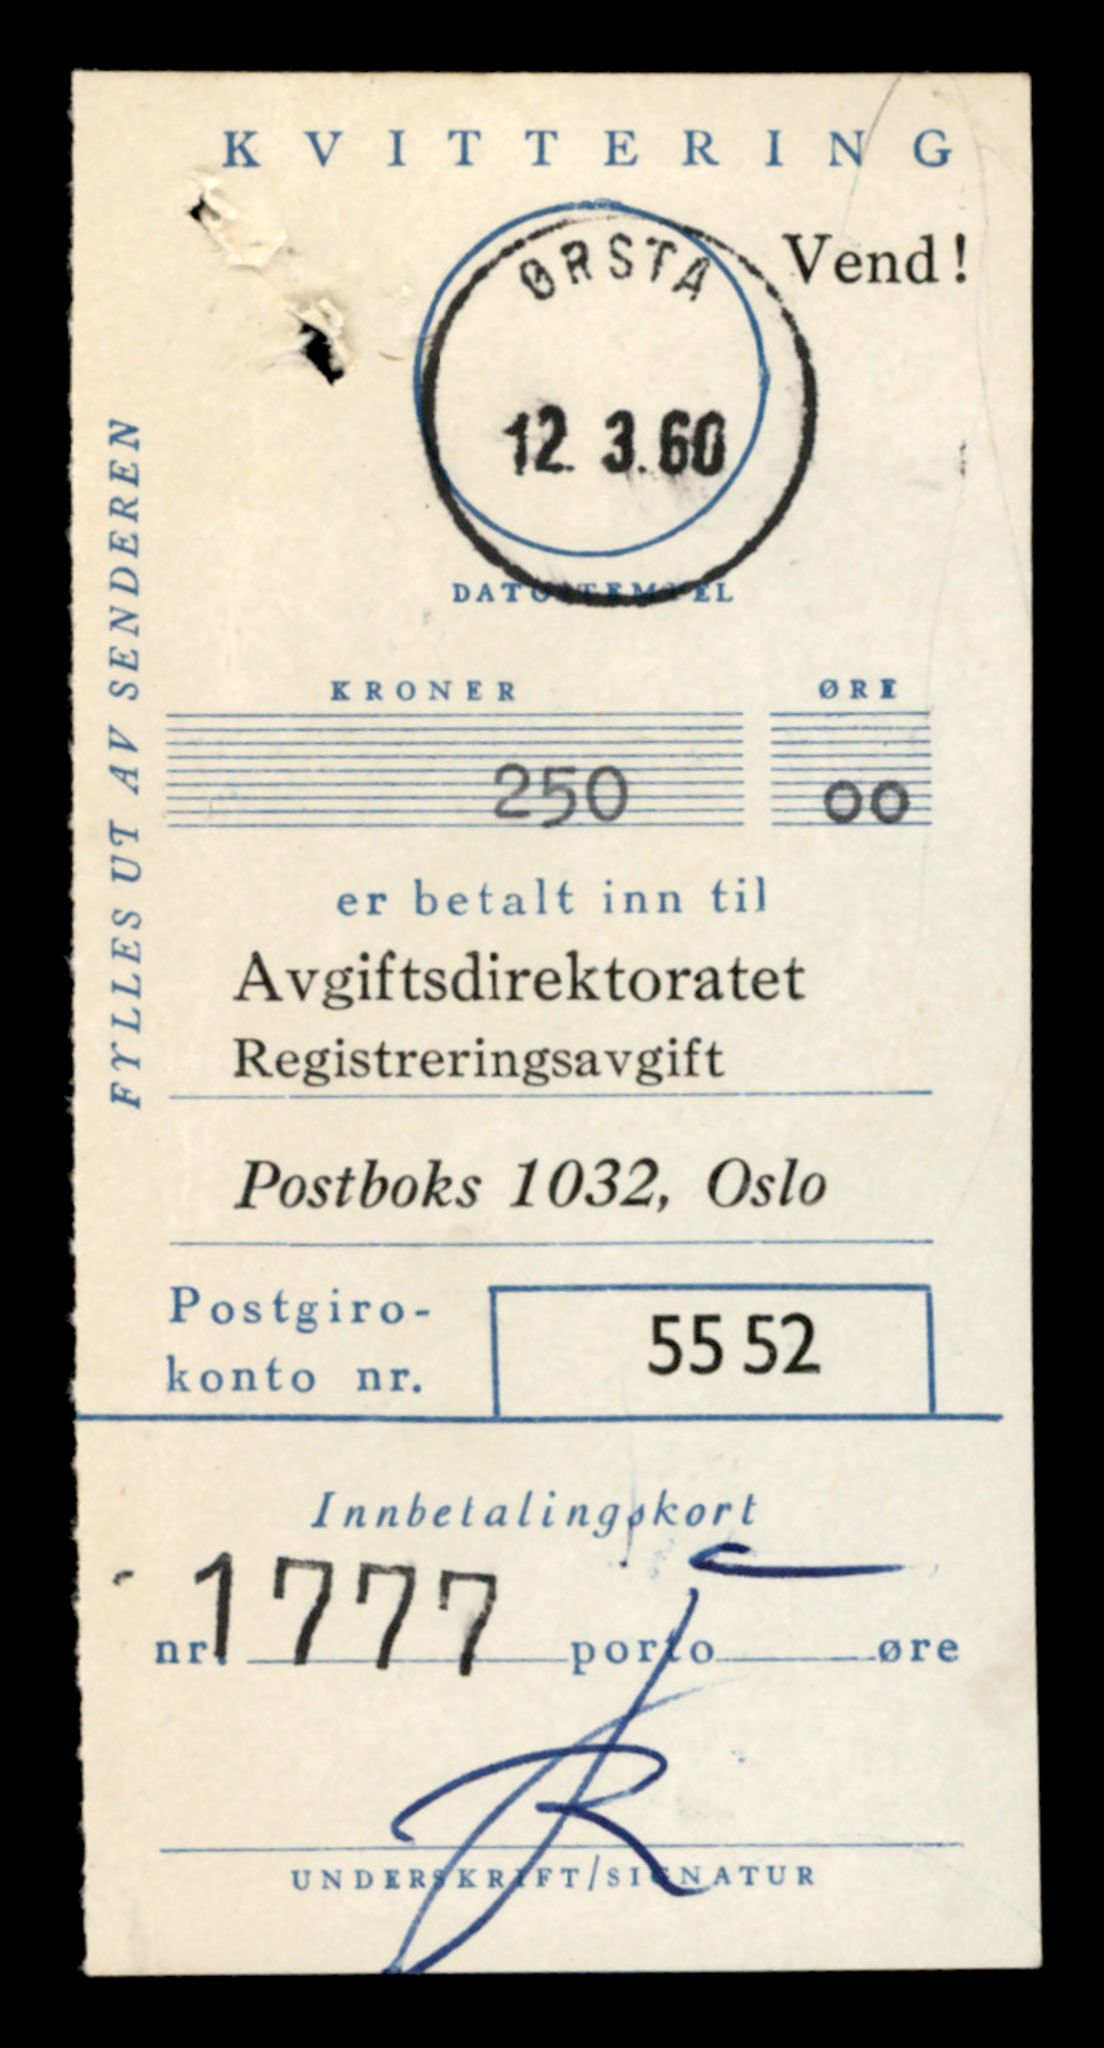 KVITTERING
Vend!
ØRSTA
12. 3. 60
DATOSTEMPEL
FYLLES UT AV SENDEREN
KRONER ØRE
250 00
er betalt inn til
Avgiftsdirektoratet
Registreringsavgift
Postboks 1032, Oslo
Postgiro-
konto nr.
55 52
Innbetalingskort
nr. 1777 porto øre
UNDERSKRIFT/SIGNATUR